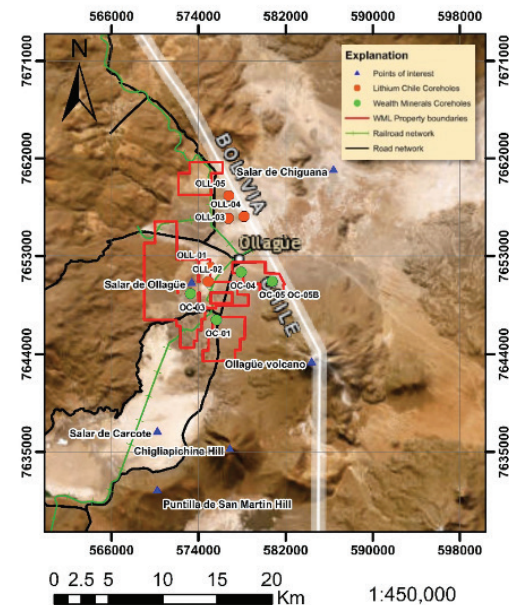 566000 574000 582000 590000 598000
N
Explanation
Points of interest
Lithium Chile Coreholes
Wealth Minerals Coreholes
WML Property boundaries
Railroad network
Road network
7671000
7671000
7662000
7662000
BOLIVIA
Salar de Chiguana
OLL-05
OLL-04
OLL-03
7653000
7653000
Ollagüe
OLL-01
OLL-02
Salar de Ollagüe
OC-04
OC-05
OC-05B
OC-03
CHILE
OC-01
7644000
7644000
Ollagüe volcano
Salar de Carcote
7635000
7635000
Chigliapichine Hill
Puntilla de San Martin Hill
566000 574000 582000 590000 598000
0 2.5 5 10 15 20
Km
1:450,000